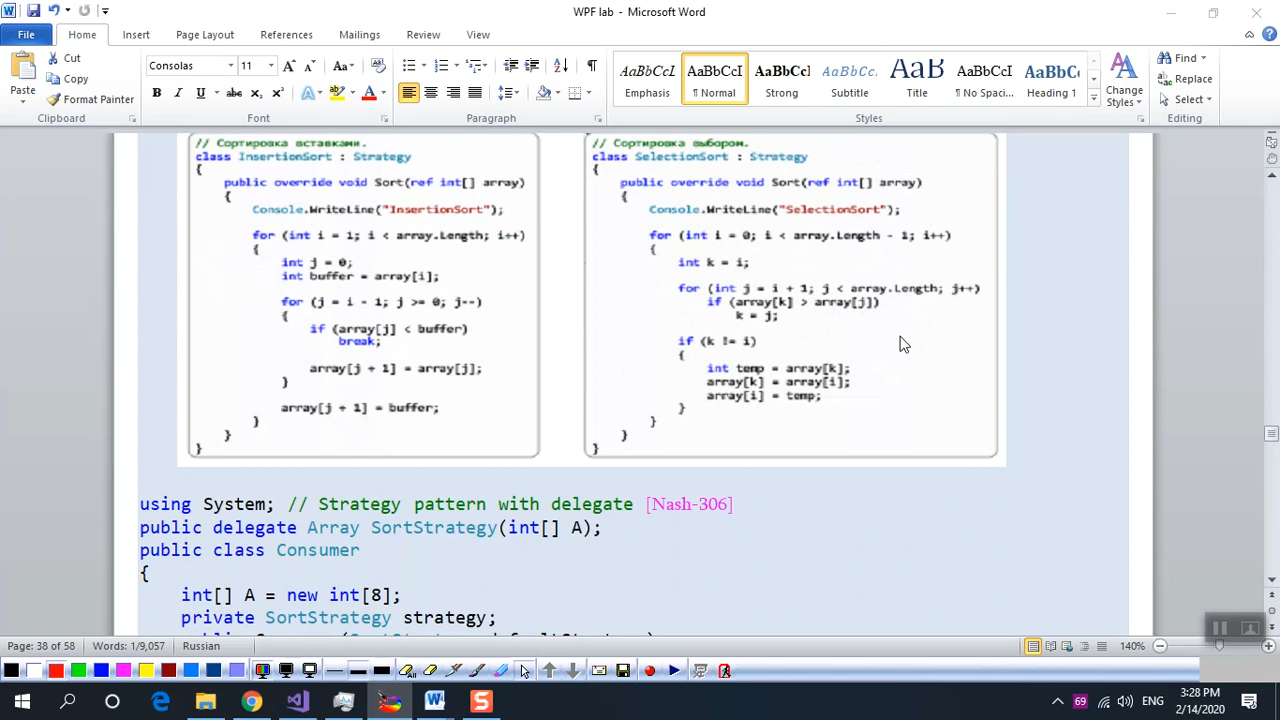 WPF lab - Microsoft Word
File Home Insert Page Layout References Mailings Review View
Cut
Copy
Format Painter
Paste
Clipboard
Consolas 11
Font
Paragraph
AaBbCcI AaBbCcI AaBbCc AaBbCcI AaB AaBbCcI AaBbCc
Emphasis ¶ Normal Strong Subtitle Title ¶ No Spaci... Heading 1
Change Styles
Styles
Find
Replace
Select
Editing
// Сортировка вставками.
class InsertionSort : Strategy
{
public override void Sort(ref int[] array)
{
Console.WriteLine("InsertionSort");
for (int i = 1; i < array.Length; i++)
{
int j = 0;
int buffer = array[i];
for (j = i - 1; j >= 0; j--)
{
if (array[j] < buffer)
break;
array[j + 1] = array[j];
}
array[j + 1] = buffer;
}
}
}
// Сортировка выбором.
class SelectionSort : Strategy
{
public override void Sort(ref int[] array)
{
Console.WriteLine("SelectionSort");
for (int i = 0; i < array.Length - 1; i++)
{
int k = i;
for (int j = i + 1; j < array.Length; j++)
if (array[k] > array[j])
k = j;
if (k != i)
{
int temp = array[k];
array[k] = array[i];
array[i] = temp;
}
}
}
}
using System; // Strategy pattern with delegate [Nash-306]
public delegate Array SortStrategy(int[] A);
public class Consumer
{
int[] A = new int[8];
private SortStrategy strategy;
Page: 38 of 58 Words: 1/9,057 Russian 140%
69 ENG 3:28 PM
2/14/2020